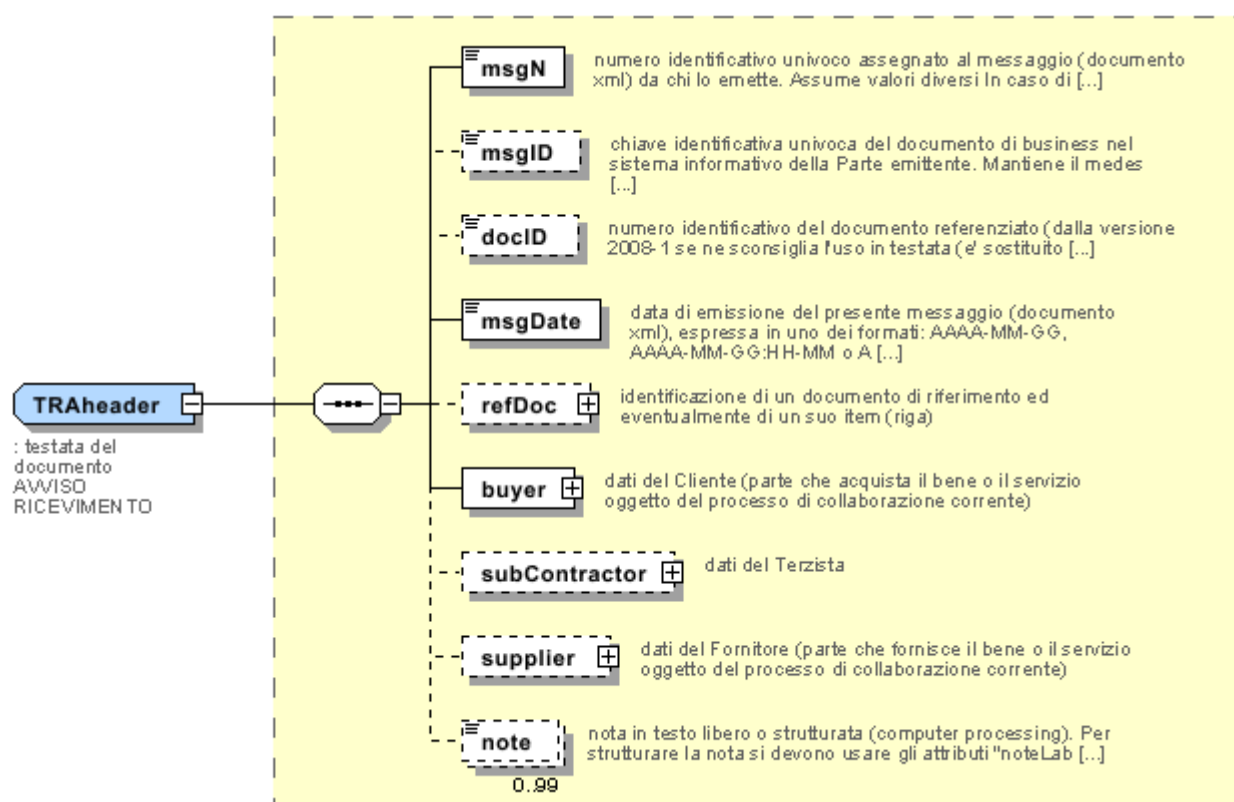 msgN
numero identificativo univoco assegnato al messaggio (documento
xml) da chi lo emette. Assume valori diversi In caso di [...]
msgID
chiave identificativa univoca del documento di business nel
sistema informativo della Parte emittente. Mantiene il medes
[...]
docID
numero identificativo del documento referenziato (dalla versione
2008-1 se ne sconsiglia l'uso in testata (e' sostituito [...]
msgDate
data di emissione del presente messaggio (documento
xml), espressa in uno dei formati: AAAA-MM-GG,
AAAA-MM-GG:HH-MM o A [...]
TRAheader
: testata del
documento
AVVISO
RICEVIMENTO
refDoc
identificazione di un documento di riferimento ed
eventualmente di un suo item (riga)
buyer
dati del Cliente (parte che acquista il bene o il servizio
oggetto del processo di collaborazione corrente)
subContractor
dati del Terzista
supplier
dati del Fornitore (parte che fornisce il bene o il servizio
oggetto del processo di collaborazione corrente)
note
nota in testo libero o strutturata (computer processing). Per
strutturare la nota si devono usare gli attributi "noteLab [...]
0..99